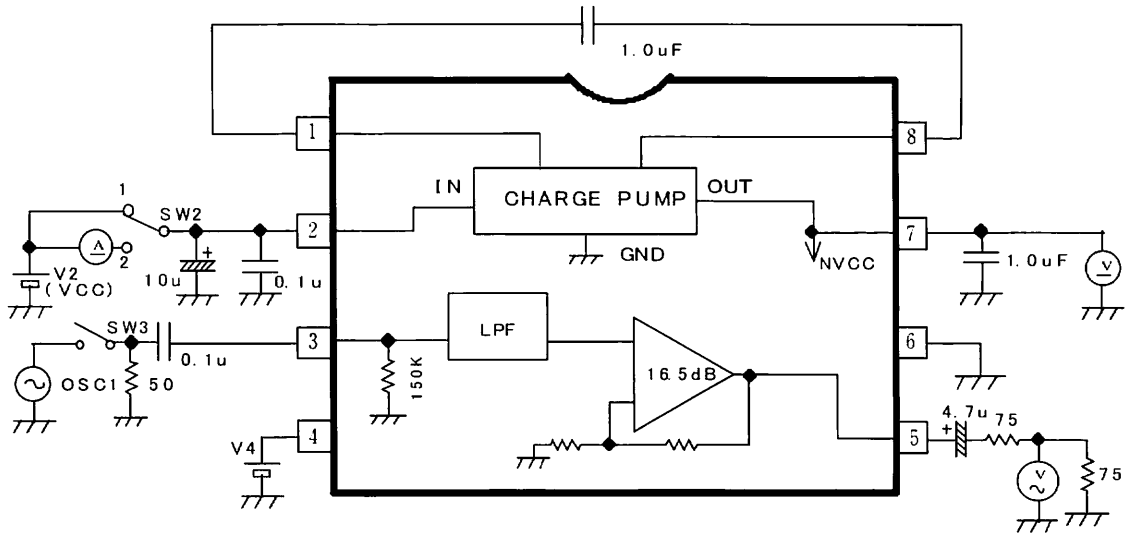 1.0uF
1
8
IN
CHARGE PUMP
OUT
1
SW2
2
A
2
7
GND
NVCC
V2
(VCC)
+
10u
0.1u
1.0uF
V
SW3
3
LPF
6
0.1u
OSC1
50
150K
16.5dB
4.7u
75
V4
4
5
+
V
75